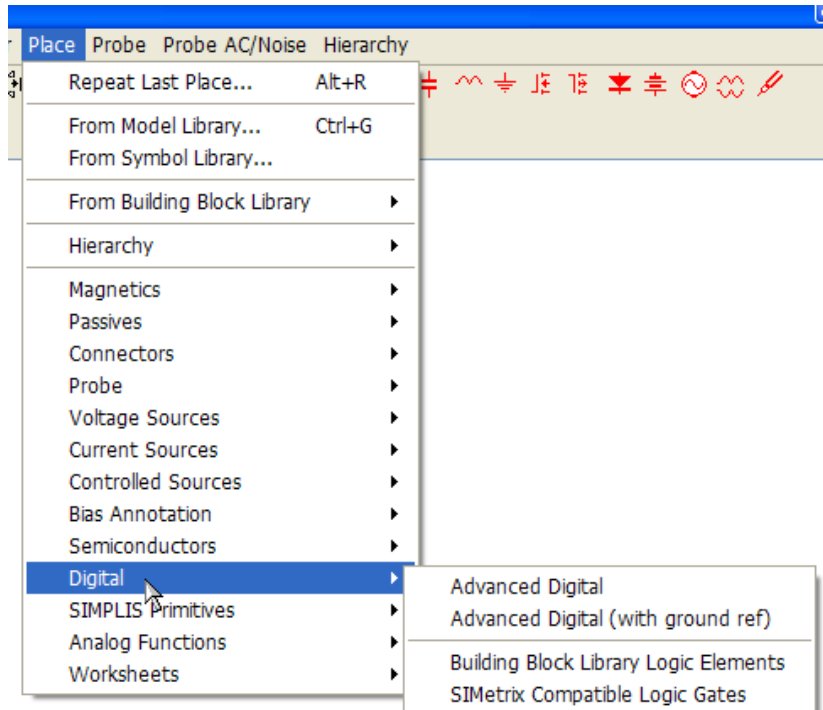 Place Probe Probe AC/Noise Hierarchy
Repeat Last Place... Alt+R
From Model Library... Ctrl+G
From Symbol Library...
From Building Block Library
Hierarchy
Magnetics
Passives
Connectors
Probe
Voltage Sources
Current Sources
Controlled Sources
Bias Annotation
Semiconductors
Digital
SIMPLIS Primitives
Analog Functions
Worksheets
Advanced Digital
Advanced Digital (with ground ref)
Building Block Library Logic Elements
SIMetrix Compatible Logic Gates